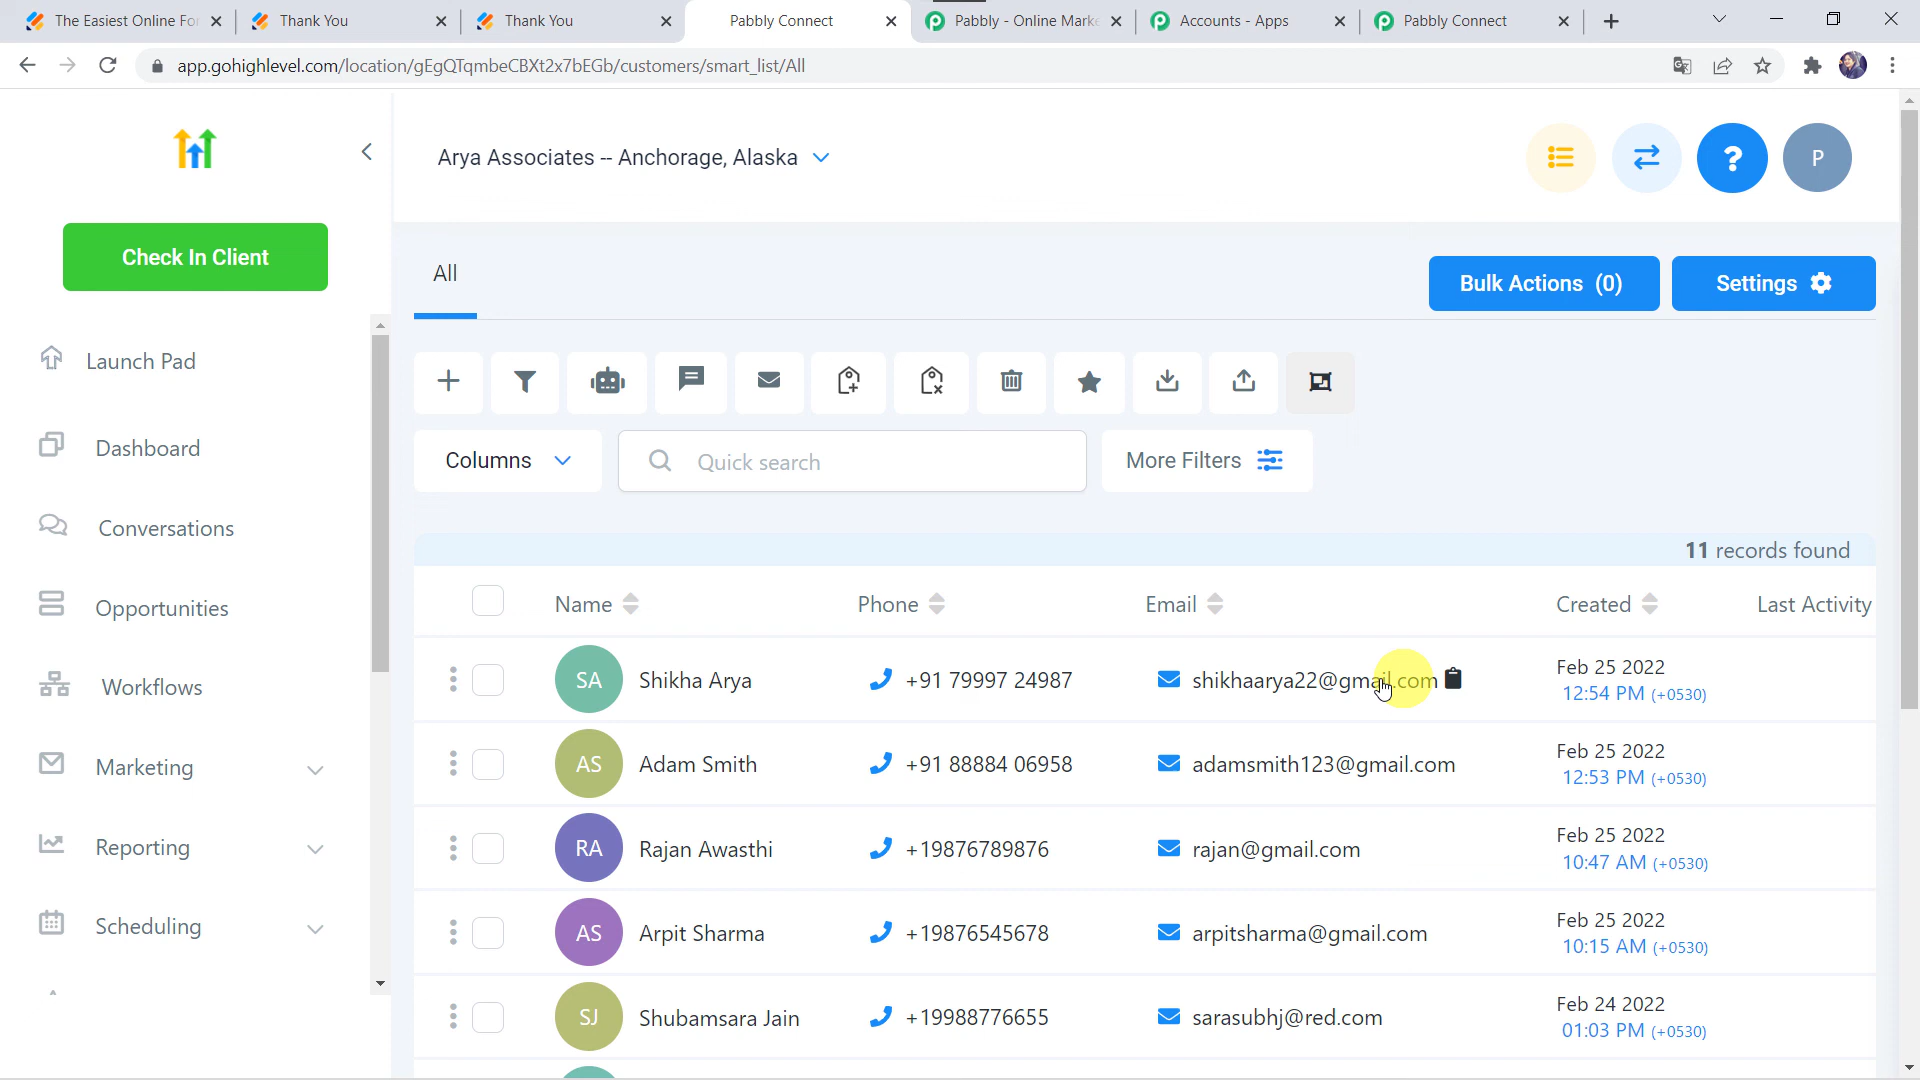 The Easiest Online For
Thank You
Thank You
Pabbly Connect
Pabbly - Online Marke
Accounts - Apps
Pabbly Connect
app.gohighlevel.com/location/gEgQTqmbeCBXt2x7bEGb/customers/smart_list/All
Arya Associates -- Anchorage, Alaska
?
P
Check In Client
All
Bulk Actions (0)
Settings
Launch Pad
Dashboard
Conversations
Opportunities
Workflows
Marketing
Reporting
Scheduling
Columns
Quick search
More Filters
11 records found
Name Phone Email Created Last Activity
SA Shikha Arya +91 79997 24987 shikhaarya22@gmail.com Feb 25 2022
12:54 PM (+0530)
AS Adam Smith +91 88884 06958 adamsmith123@gmail.com Feb 25 2022
12:53 PM (+0530)
RA Rajan Awasthi +19876789876 rajan@gmail.com Feb 25 2022
10:47 AM (+0530)
AS Arpit Sharma +19876545678 arpitsharma@gmail.com Feb 25 2022
10:15 AM (+0530)
SJ Shubamsara Jain +19988776655 sarasubhj@red.com Feb 24 2022
01:03 PM (+0530)